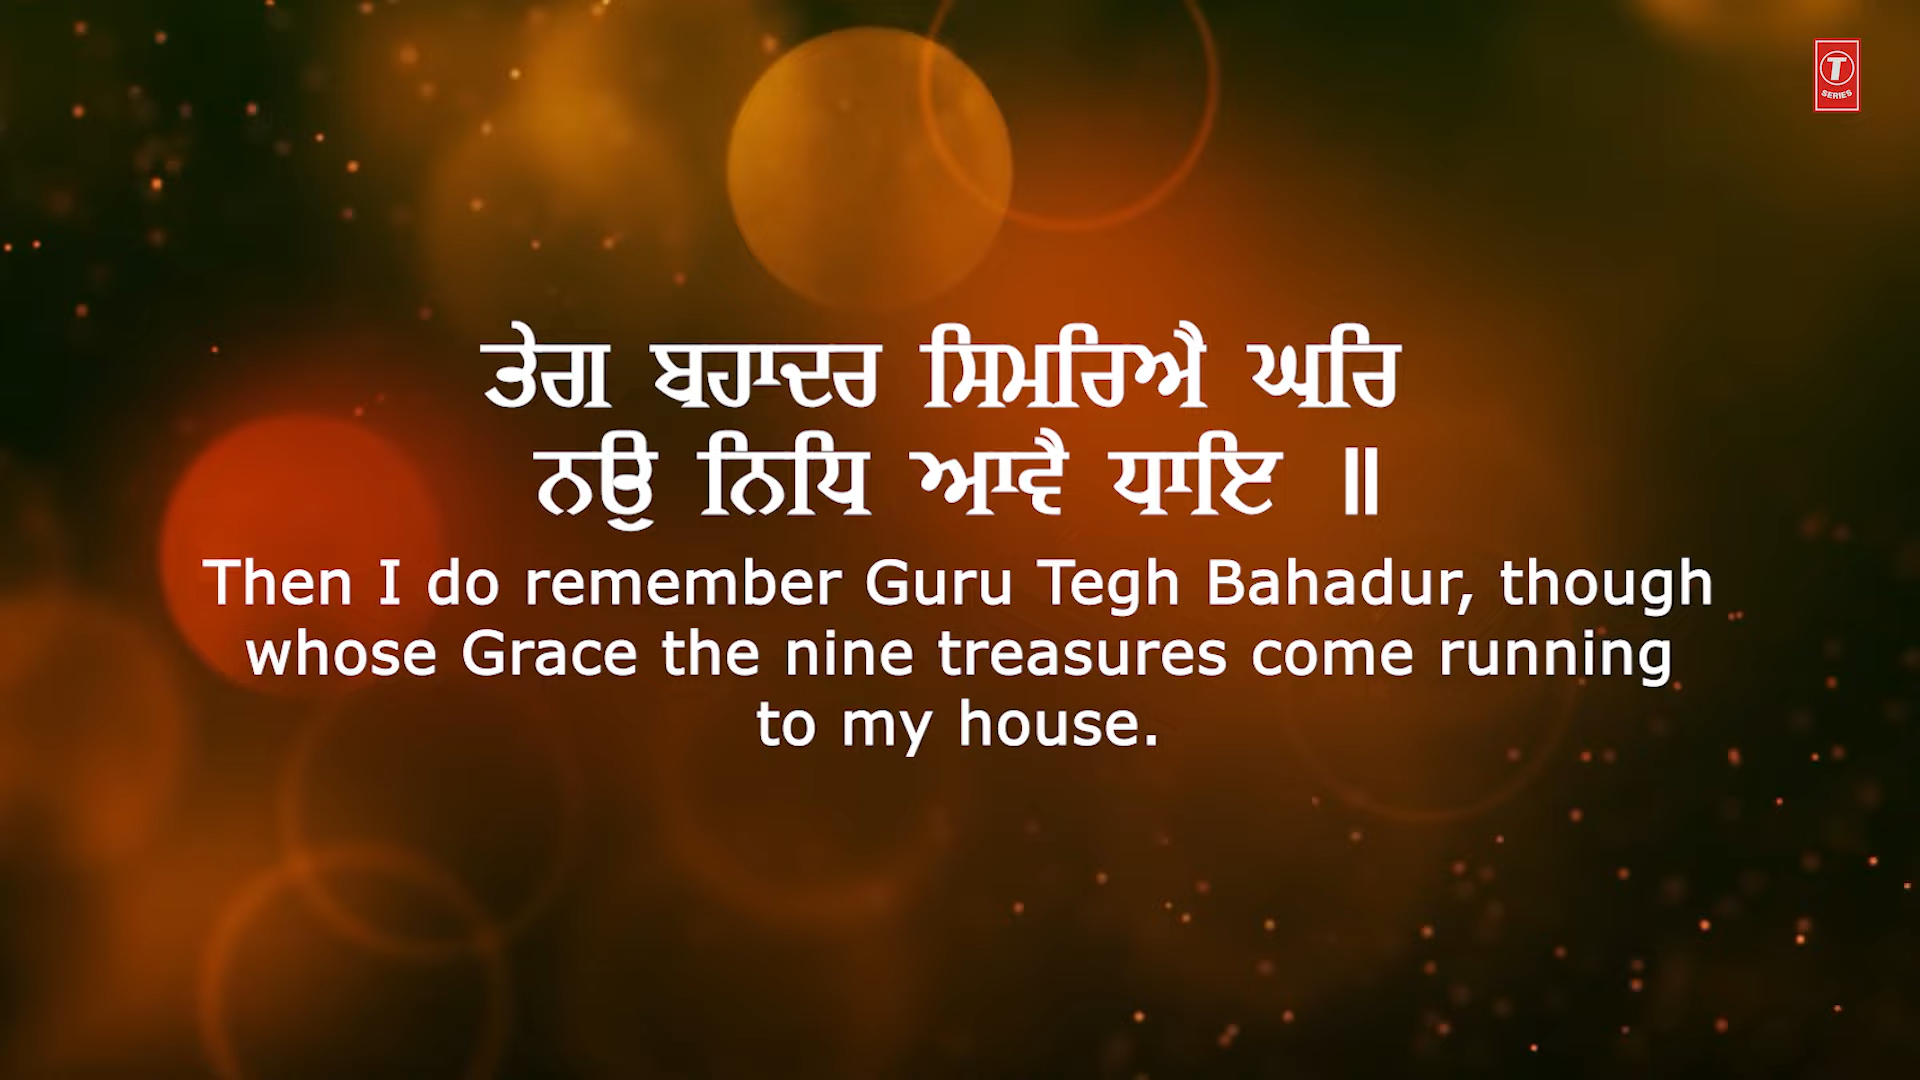 T
SERIES
ਤੇਗ ਬਹਾਦਰ ਸਿਮਰਿਐ ਘਰਿ
ਨਉ ਨਿਧਿ ਆਵੈ ਧਾਇ ॥
Then I do remember Guru Tegh Bahadur, though
whose Grace the nine treasures come running
to my house.